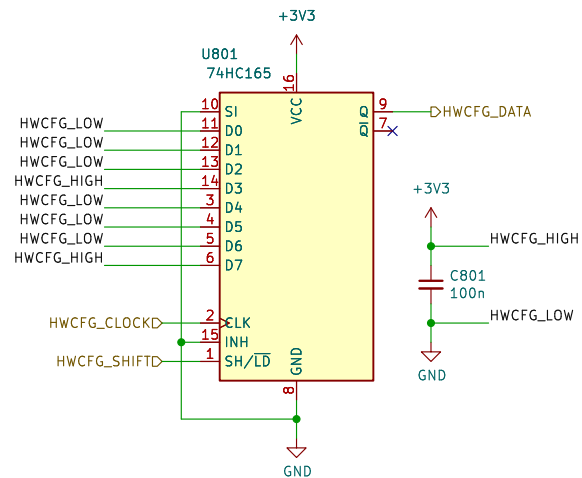 +3V3
U801
74HC165
16
VCC
10 SI
9 Q
HWCFG_DATA
HWCFG_LOW 11 D0
7 Q
HWCFG_LOW 12 D1
HWCFG_LOW 13 D2
HWCFG_HIGH 14 D3
HWCFG_LOW 3 D4
HWCFG_LOW 4 D5
HWCFG_LOW 5 D6
HWCFG_HIGH 6 D7
HWCFG_CLOCK 2 CLK
15 INH
HWCFG_SHIFT 1 SH/LD
GND
8
GND
+3V3
HWCFG_HIGH
C801
100n
HWCFG_LOW
GND